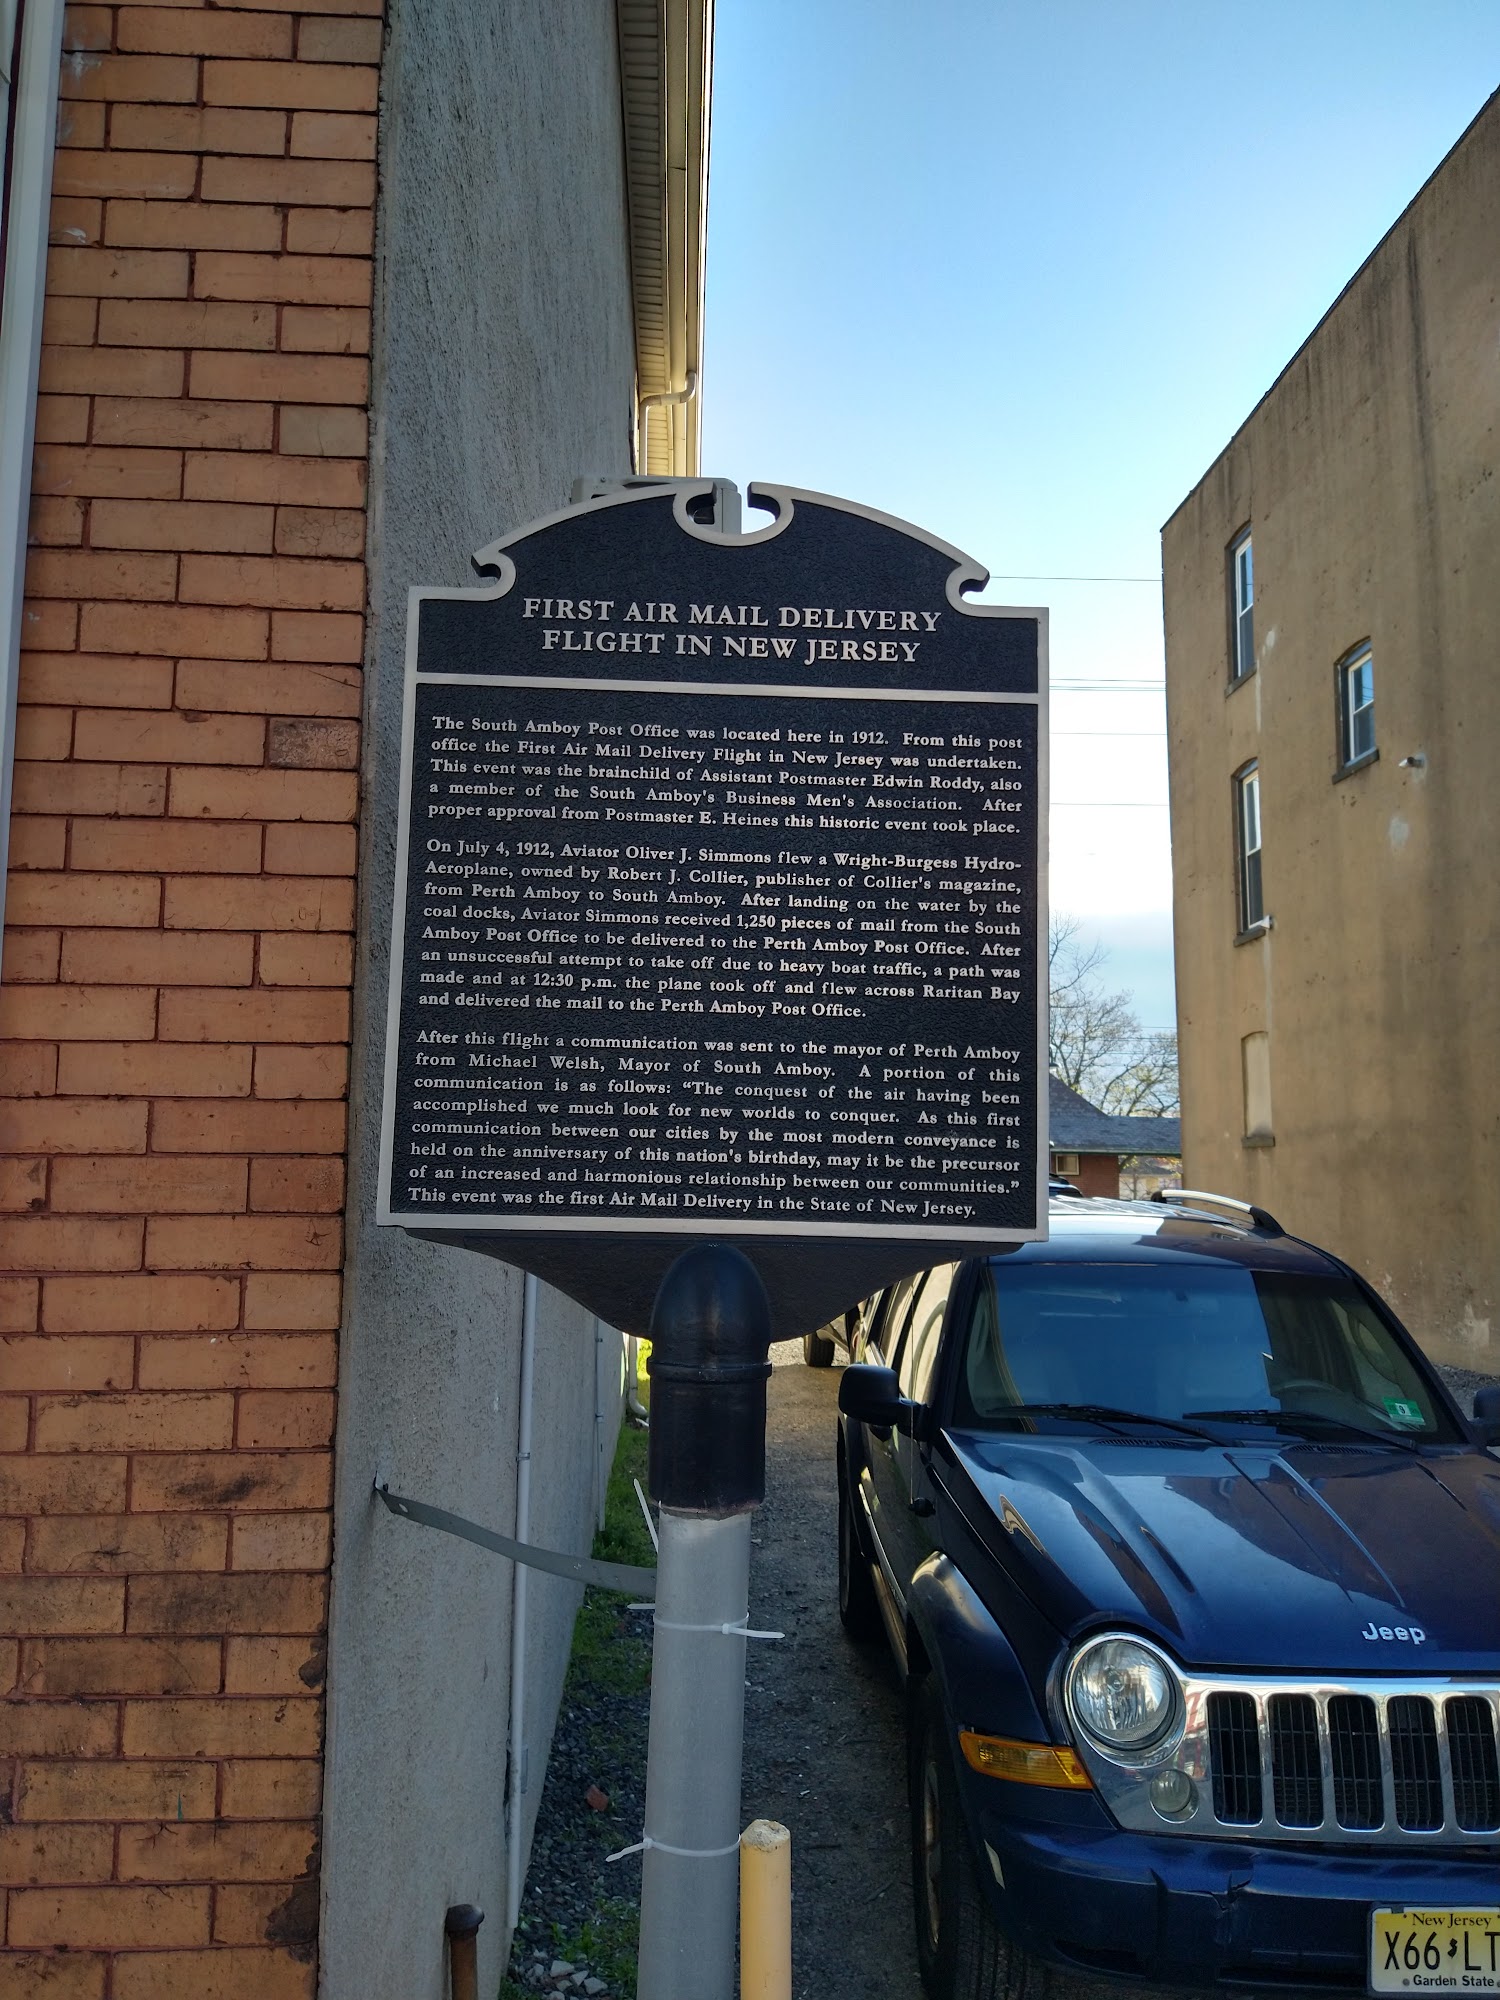 FIRST AIR MAIL DELIVERY
FLIGHT IN NEW JERSEY
The South Amboy Post Office was located here in 1912. From this post
office the First Air Mail Delivery Flight in New Jersey was undertaken.
This event was the brainchild of Assistant Postmaster Edwin Roddy, also
a member of the South Amboy's Business Men's Association. After
proper approval from Postmaster E. Heines this historic event took place.
On July 4, 1912, Aviator Oliver J. Simmons flew a Wright-Burgess Hydro-
Aeroplane, owned by Robert J. Collier, publisher of Collier's magazine,
from Perth Amboy to South Amboy. After landing on the water by the
coal docks, Aviator Simmons received 1,250 pieces of mail from the South
Amboy Post Office to be delivered to the Perth Amboy Post Office. After
an unsuccessful attempt to take off due to heavy boat traffic, a path was
made and at 12:30 p.m. the plane took off and flew across Raritan Bay
and delivered the mail to the Perth Amboy Post Office.
After this flight a communication was sent to the mayor of Perth Amboy
from Michael Welsh, Mayor of South Amboy. A portion of this
communication is as follows: “The conquest of the air having been
accomplished we much look for new worlds to conquer. As this first
communication between our cities by the most modern conveyance is
held on the anniversary of this nation's birthday, may it be the precursor
of an increased and harmonious relationship between our communities.”
This event was the first Air Mail Delivery in the State of New Jersey.
Jeep
New Jersey
X66 LT
Garden State